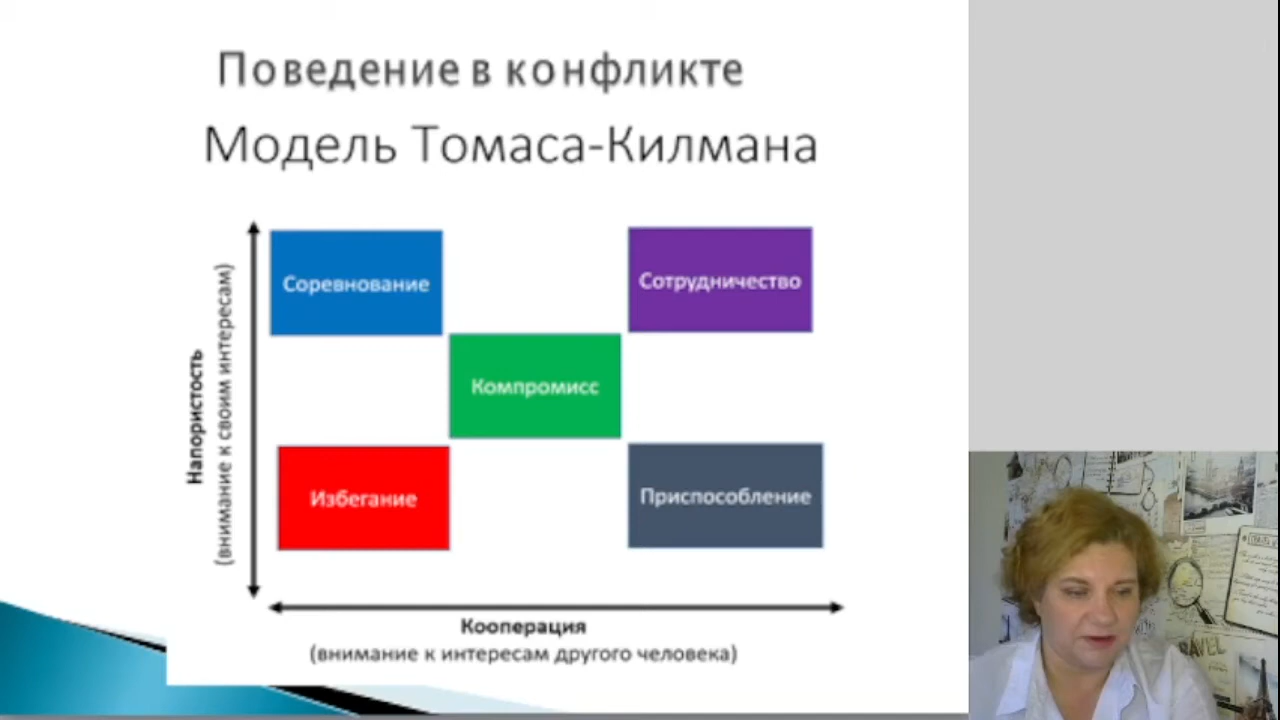 Поведение в конфликте
Модель Томаса-Килмана
Соревнование
Сотрудничество
Компромисс
Избегание
Приспособление
Напористость
(внимание к своим интересам)
Кооперация
(внимание к интересам другого человека)
RAVEL